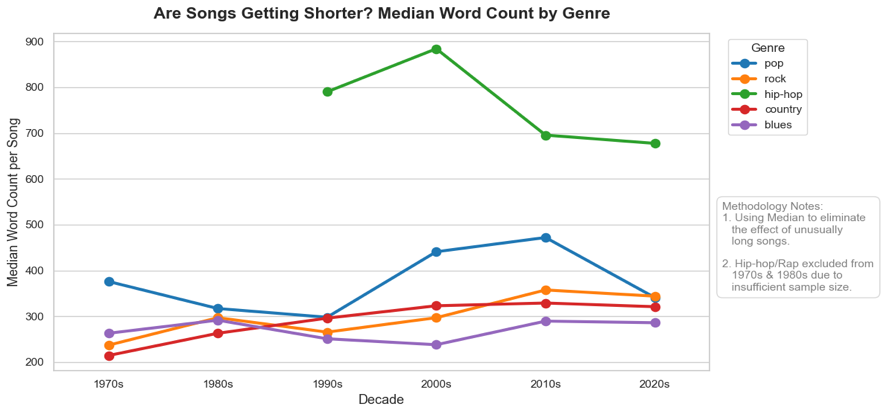 Are Songs Getting Shorter? Median Word Count by Genre
Median Word Count per Song
900
800
700
600
500
400
300
200
1970s
1980s
1990s
2000s
2010s
2020s
Decade
Genre
pop
rock
hip-hop
country
blues
Methodology Notes:
1. Using Median to eliminate
the effect of unusually
long songs.
2. Hip-hop/Rap excluded from
1970s & 1980s due to
insufficient sample size.